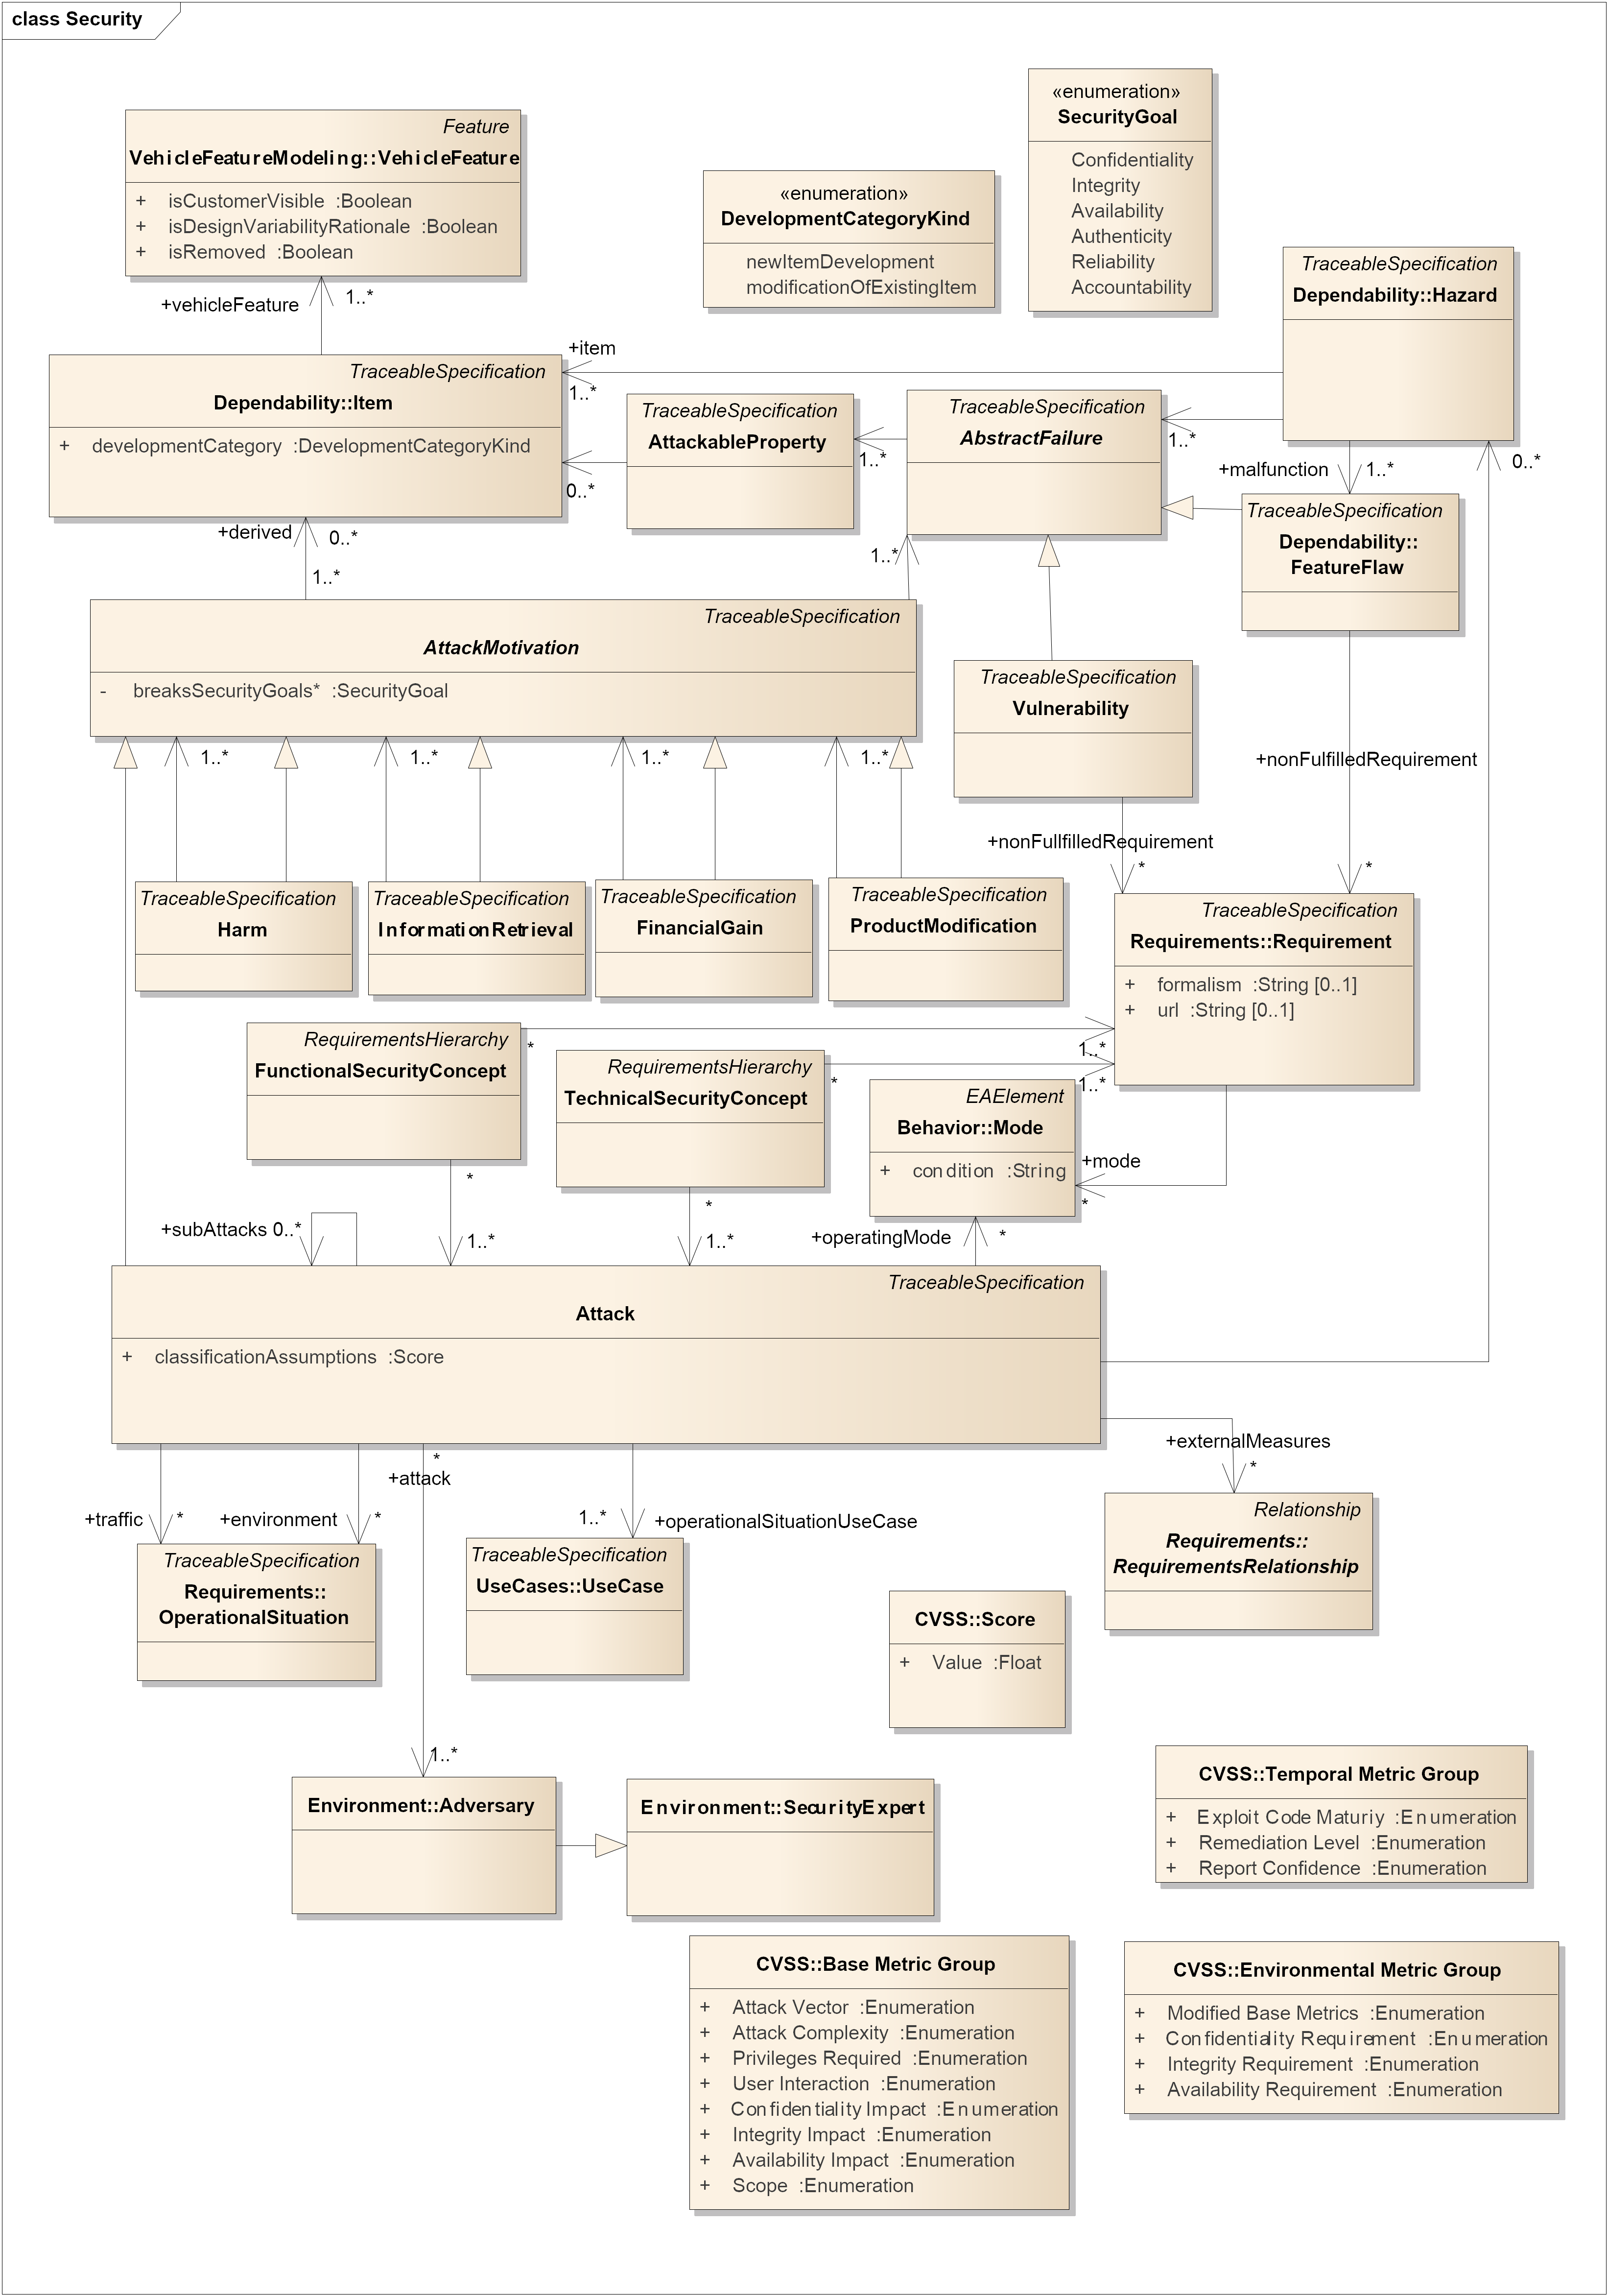 class Security
«enumeration»
SecurityGoal
Confidentiality
Integrity
Availability
Authenticity
Reliability
Accountability
Feature
VehicleFeatureModeling::VehicleFeature
+ isCustomerVisible :Boolean
+ isDesignVariabilityRationale :Boolean
+ isRemoved :Boolean
«enumeration»
DevelopmentCategoryKind
newItemDevelopment
modificationOfExistingItem
TraceableSpecification
Dependability::Hazard
+vehicleFeature
1..*
+item
1..*
TraceableSpecification
Dependability::Item
+ developmentCategory :DevelopmentCategoryKind
0..*
TraceableSpecification
AttackableProperty
1..*
TraceableSpecification
AbstractFailure
1..*
+malfunction
1..*
0..*
TraceableSpecification
Dependability::
FeatureFlaw
+derived
0..*
1..*
1..*
TraceableSpecification
AttackMotivation
- breaksSecurityGoals* :SecurityGoal
TraceableSpecification
Vulnerability
1..*
1..*
1..*
1..*
+nonFulfilledRequirement
*
+nonFullfilledRequirement
*
TraceableSpecification
Harm
TraceableSpecification
InformationRetrieval
TraceableSpecification
FinancialGain
TraceableSpecification
ProductModification
TraceableSpecification
Requirements::Requirement
+ formalism :String [0..1]
+ url :String [0..1]
RequirementsHierarchy
FunctionalSecurityConcept
*
1..*
RequirementsHierarchy
TechnicalSecurityConcept
*
1..*
EAElement
Behavior::Mode
+ condition :String
+mode
*
*
*
+subAttacks 0..*
1..*
1..*
+operatingMode
*
TraceableSpecification
Attack
+ classificationAssumptions :Score
+externalMeasures
*
*
+attack
+traffic
*
+environment
*
1..*
+operationalSituationUseCase
TraceableSpecification
Requirements::
OperationalSituation
TraceableSpecification
UseCases::UseCase
Relationship
Requirements::
RequirementsRelationship
CVSS::Score
+ Value :Float
1..*
Environment::Adversary
Environment::SecurityExpert
CVSS::Temporal Metric Group
+ Exploit Code Maturiy :Enumeration
+ Remediation Level :Enumeration
+ Report Confidence :Enumeration
CVSS::Base Metric Group
+ Attack Vector :Enumeration
+ Attack Complexity :Enumeration
+ Privileges Required :Enumeration
+ User Interaction :Enumeration
+ Confidentiality Impact :Enumeration
+ Integrity Impact :Enumeration
+ Availability Impact :Enumeration
+ Scope :Enumeration
CVSS::Environmental Metric Group
+ Modified Base Metrics :Enumeration
+ Confidentiality Requirement :Enumeration
+ Integrity Requirement :Enumeration
+ Availability Requirement :Enumeration